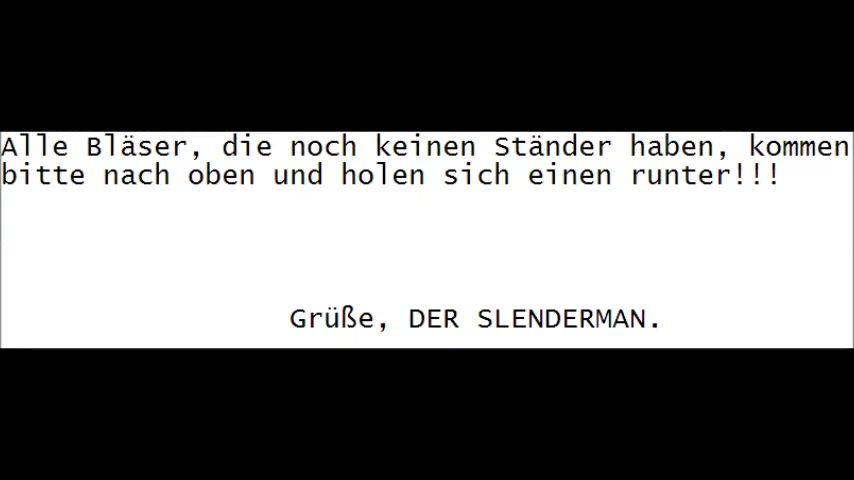 Alle Bläser, die noch keinen Ständer haben, kommen
bitte nach oben und holen sich einen runter!!!
Grüße, DER SLENDERMAN.